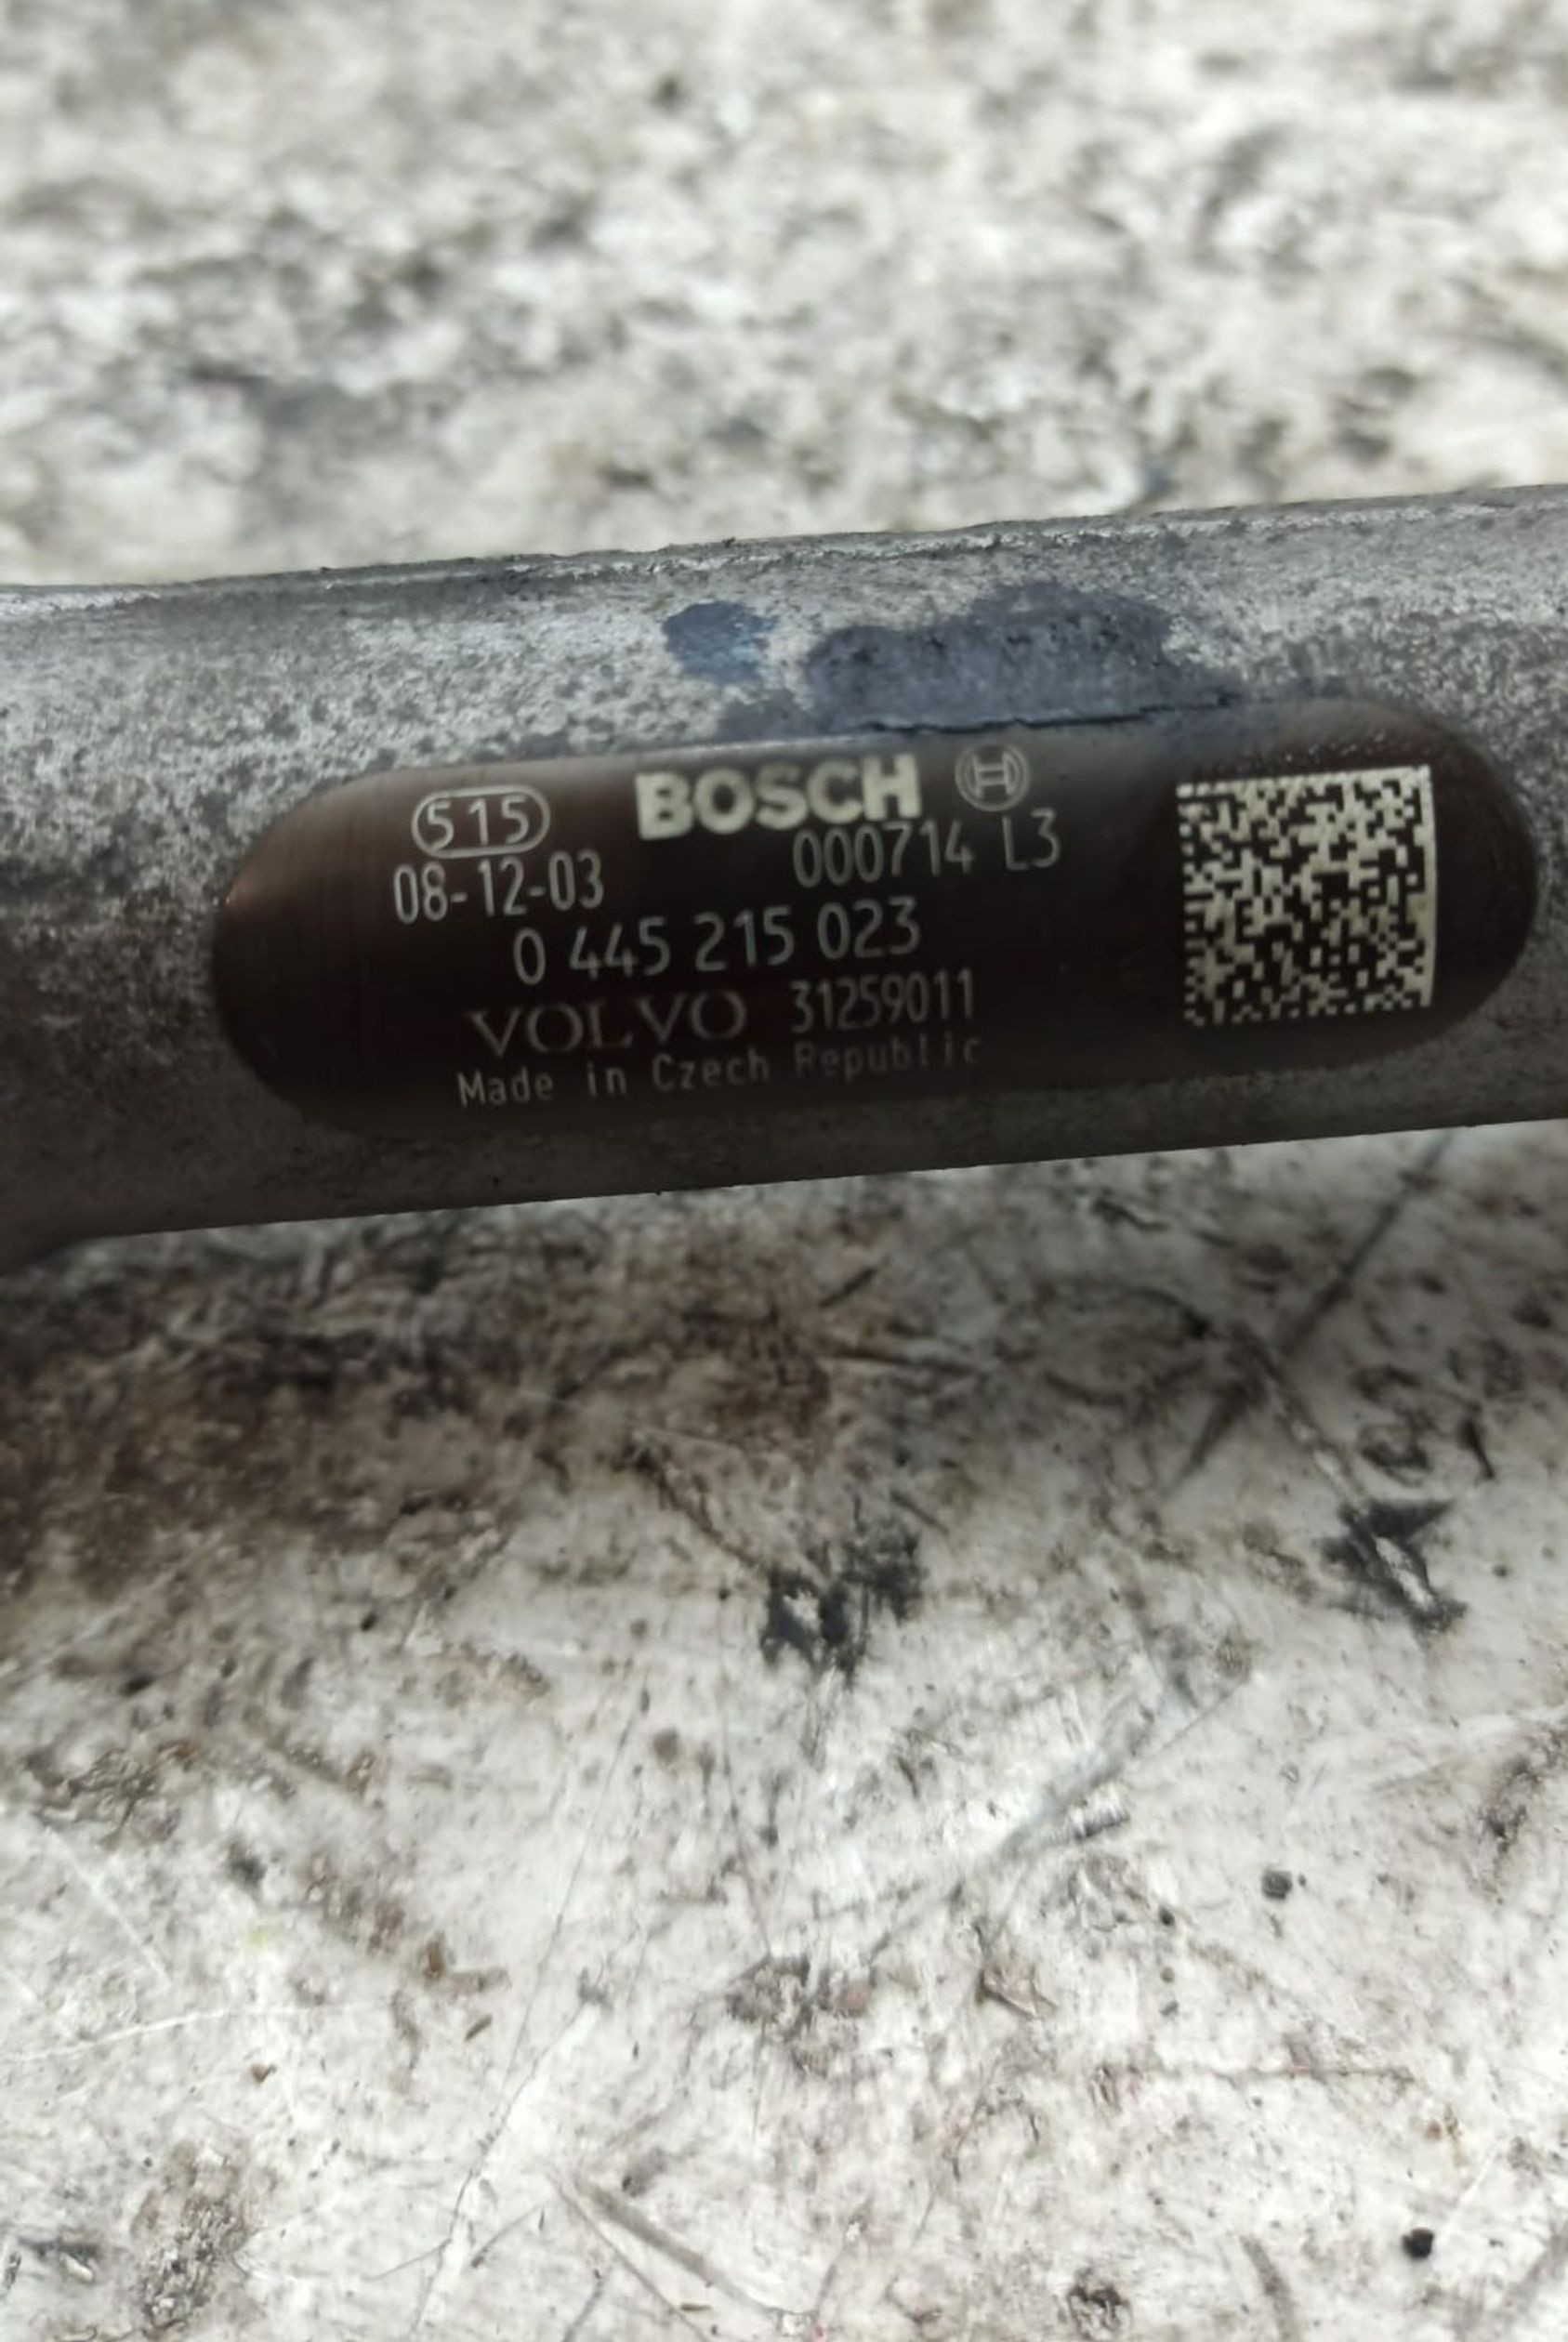 515 BOSCH
08-12-03 000714 L3
0 445 215 023
VOLVO 31259011
Made in Czech Republic